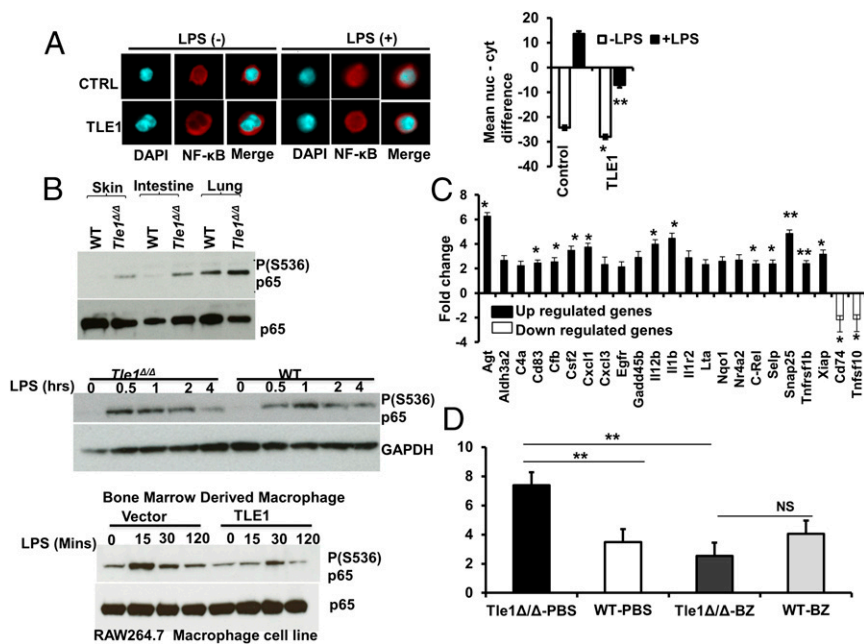 A
LPS (-)
LPS (+)
CTRL
TLE1
DAPI NF-κB Merge DAPI NF-κB Merge
-LPS +LPS
Mean nuc - cyt difference
20
10
0
-10
-20
-30
-40
Control
TLE1
*
**
B
Skin Intestine Lung
WT Tle1Δ/Δ WT Tle1Δ/Δ WT Tle1Δ/Δ
P(S536)
p65
p65
Tle1Δ/Δ WT
LPS (hrs) 0 0.5 1 2 4 0 0.5 1 2 4
P(S536)
p65
GAPDH
Bone Marrow Derived Macrophage
Vector TLE1
LPS (Mins) 0 15 30 120 0 15 30 120
P(S536)
p65
p65
RAW264.7 Macrophage cell line
C
Fold change
8
6
4
2
0
-2
-4
* * * * * * * * * ** ** *
Up regulated genes
Down regulated genes
* *
Agt
Aldh3a2
C4a
Cd83
Cfb
Csf2
Cxcl1
Cxcl3
Egfr
Gadd45b
Il12b
Il1b
Il1r2
Lta
Nqo1
Nr4a2
C-Rel
Selp
Snap25
Tnfrsf1b
Xiap
Cd74
Tnfsf10
D
10
8
6
4
2
0
**
**
NS
Tle1Δ/Δ-PBS WT-PBS Tle1Δ/Δ-BZ WT-BZ